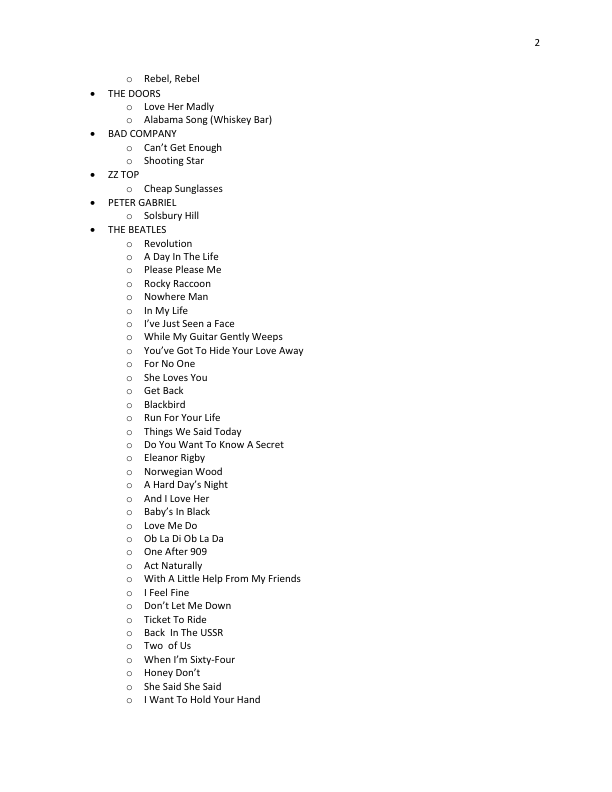 2
o Rebel, Rebel
• THE DOORS
o Love Her Madly
o Alabama Song (Whiskey Bar)
• BAD COMPANY
o Can’t Get Enough
o Shooting Star
• ZZ TOP
o Cheap Sunglasses
• PETER GABRIEL
o Solsbury Hill
• THE BEATLES
o Revolution
o A Day In The Life
o Please Please Me
o Rocky Raccoon
o Nowhere Man
o In My Life
o I’ve Just Seen a Face
o While My Guitar Gently Weeps
o You’ve Got To Hide Your Love Away
o For No One
o She Loves You
o Get Back
o Blackbird
o Run For Your Life
o Things We Said Today
o Do You Want To Know A Secret
o Eleanor Rigby
o Norwegian Wood
o A Hard Day’s Night
o And I Love Her
o Baby’s In Black
o Love Me Do
o Ob La Di Ob La Da
o One After 909
o Act Naturally
o With A Little Help From My Friends
o I Feel Fine
o Don’t Let Me Down
o Ticket To Ride
o Back  In The USSR
o Two  of Us
o When I’m Sixty-Four
o Honey Don’t
o She Said She Said
o I Want To Hold Your Hand